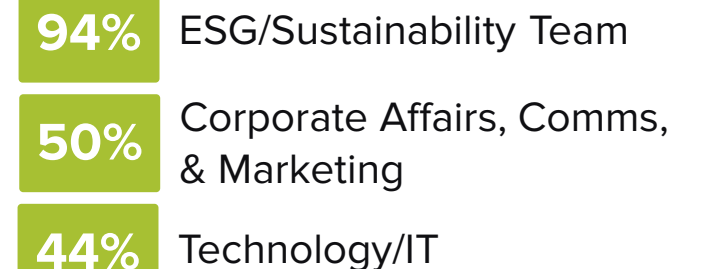 94% ESG/Sustainability Team
50% Corporate Affairs, Comms,
& Marketing
44% Technology/IT